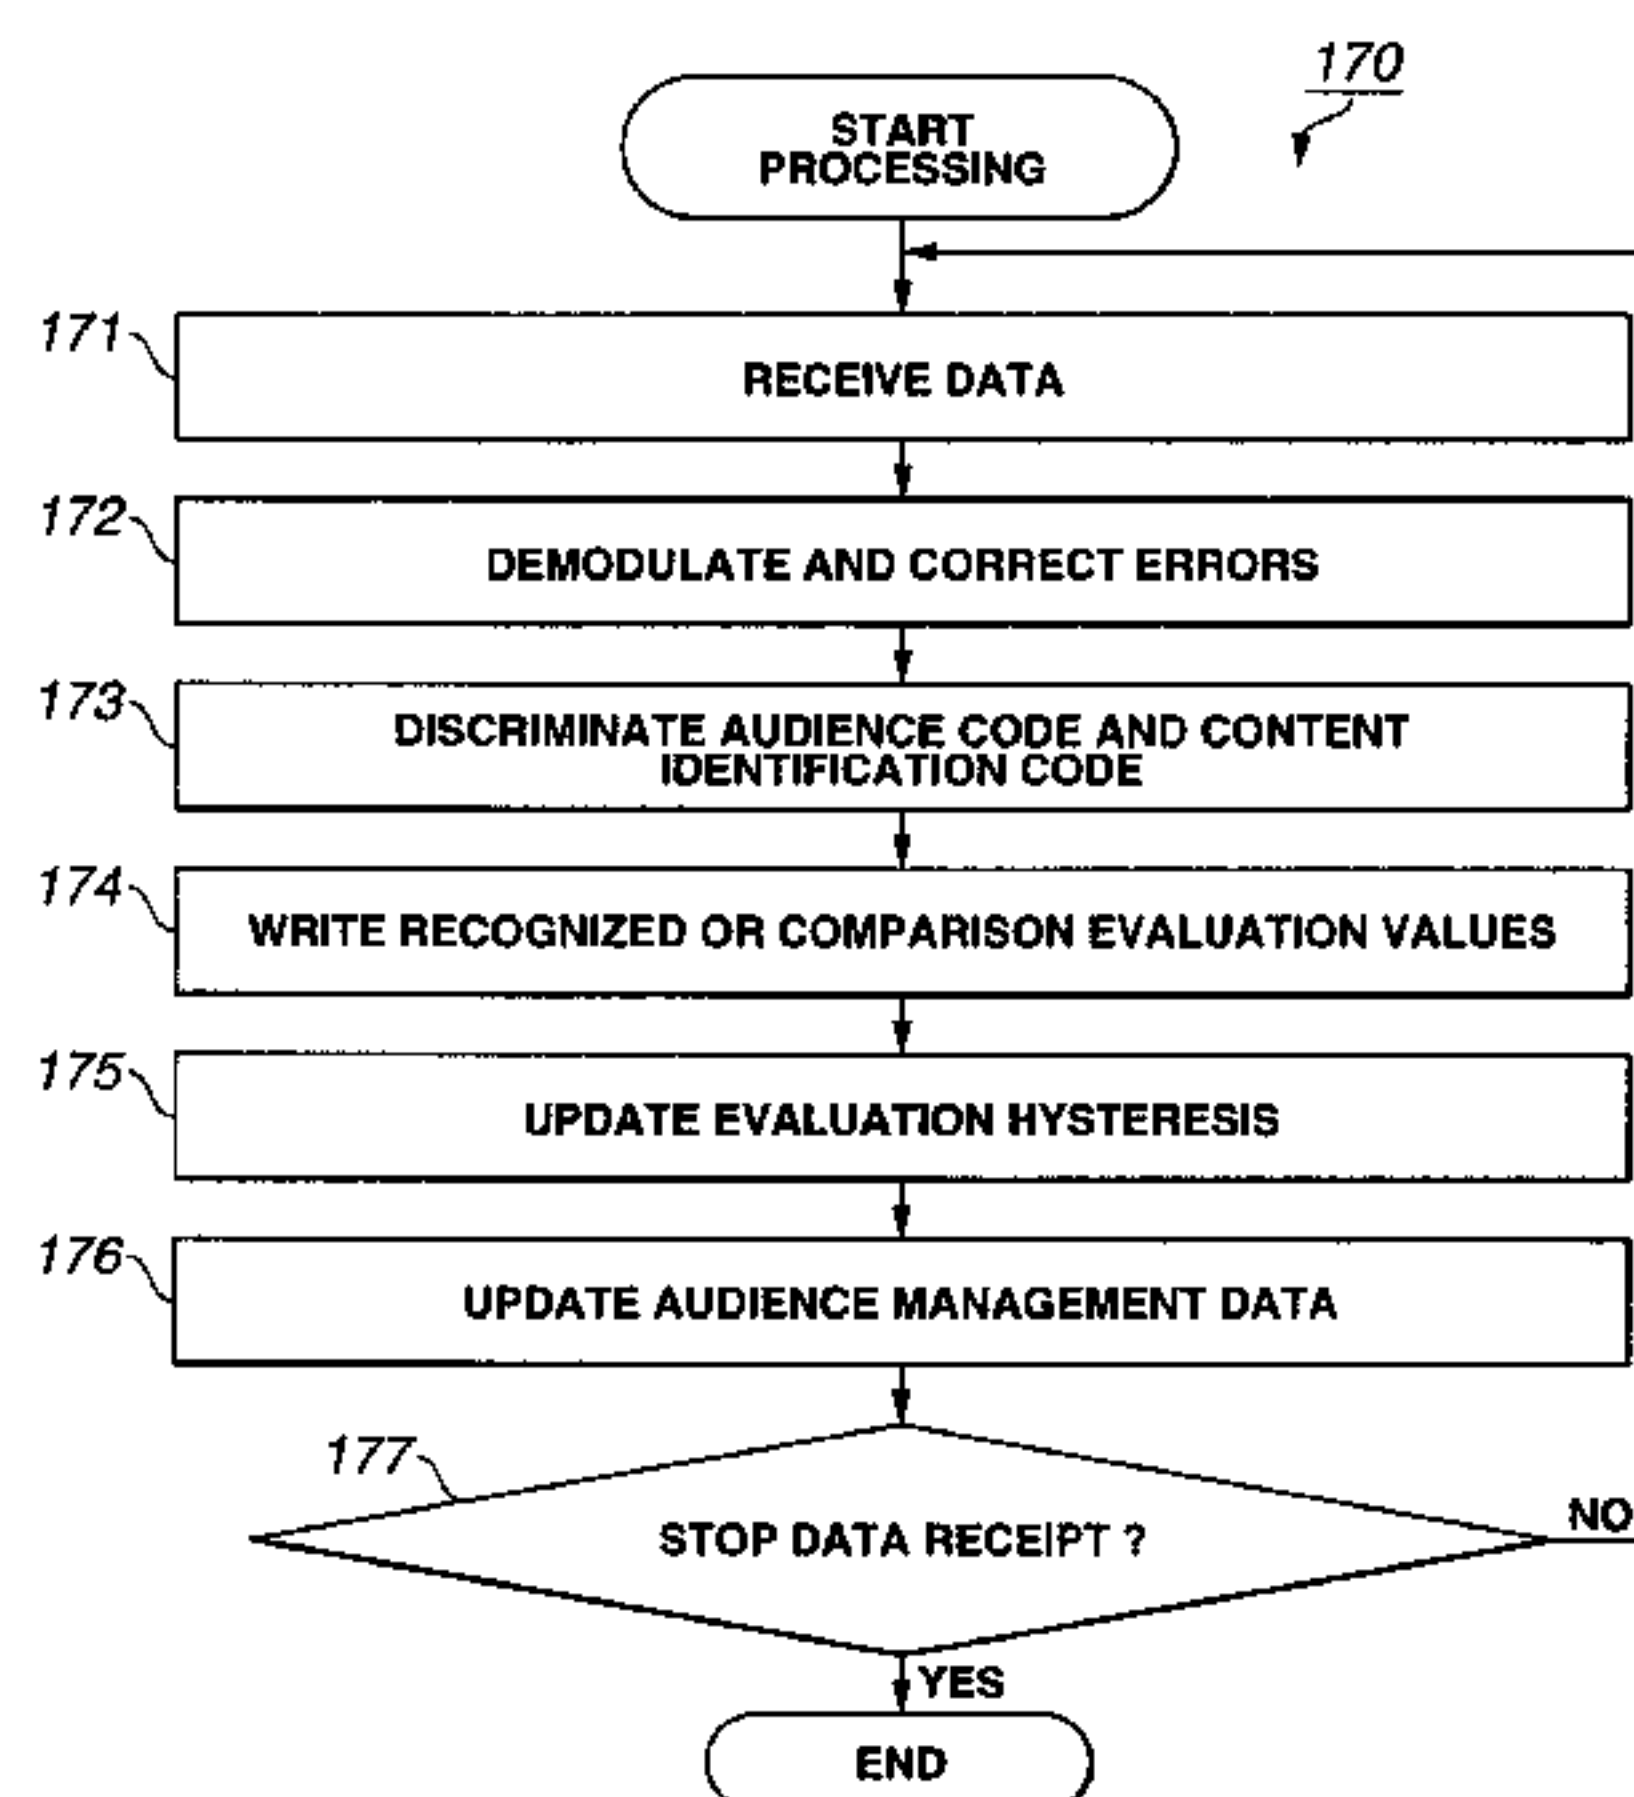 170
START
PROCESSING
171
RECEIVE DATA
172
DEMODULATE AND CORRECT ERRORS
173
DISCRIMINATE AUDIENCE CODE AND CONTENT
IDENTIFICATION CODE
174
WRITE RECOGNIZED OR COMPARISON EVALUATION VALUES
175
UPDATE EVALUATION HYSTERESIS
176
UPDATE AUDIENCE MANAGEMENT DATA
177
STOP DATA RECEIPT ?
NO
YES
END